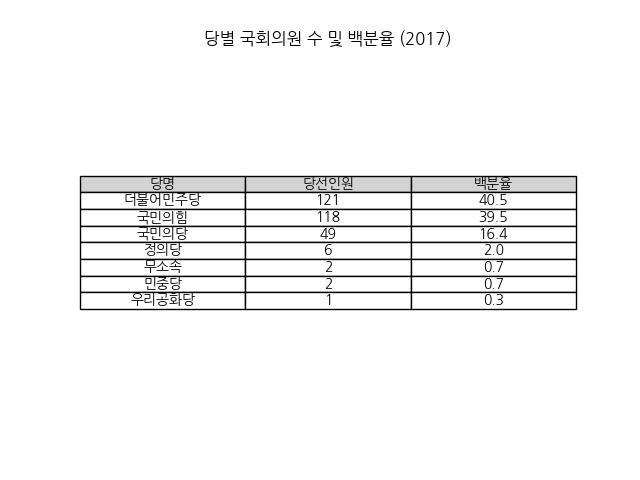 당별 국회의원 수 및 백분율 (2017)
당명 당선인원 백분율
더불어민주당 121 40.5
국민의힘 118 39.5
국민의당 49 16.4
정의당 6 2.0
무소속 2 0.7
민중당 2 0.7
우리공화당 1 0.3